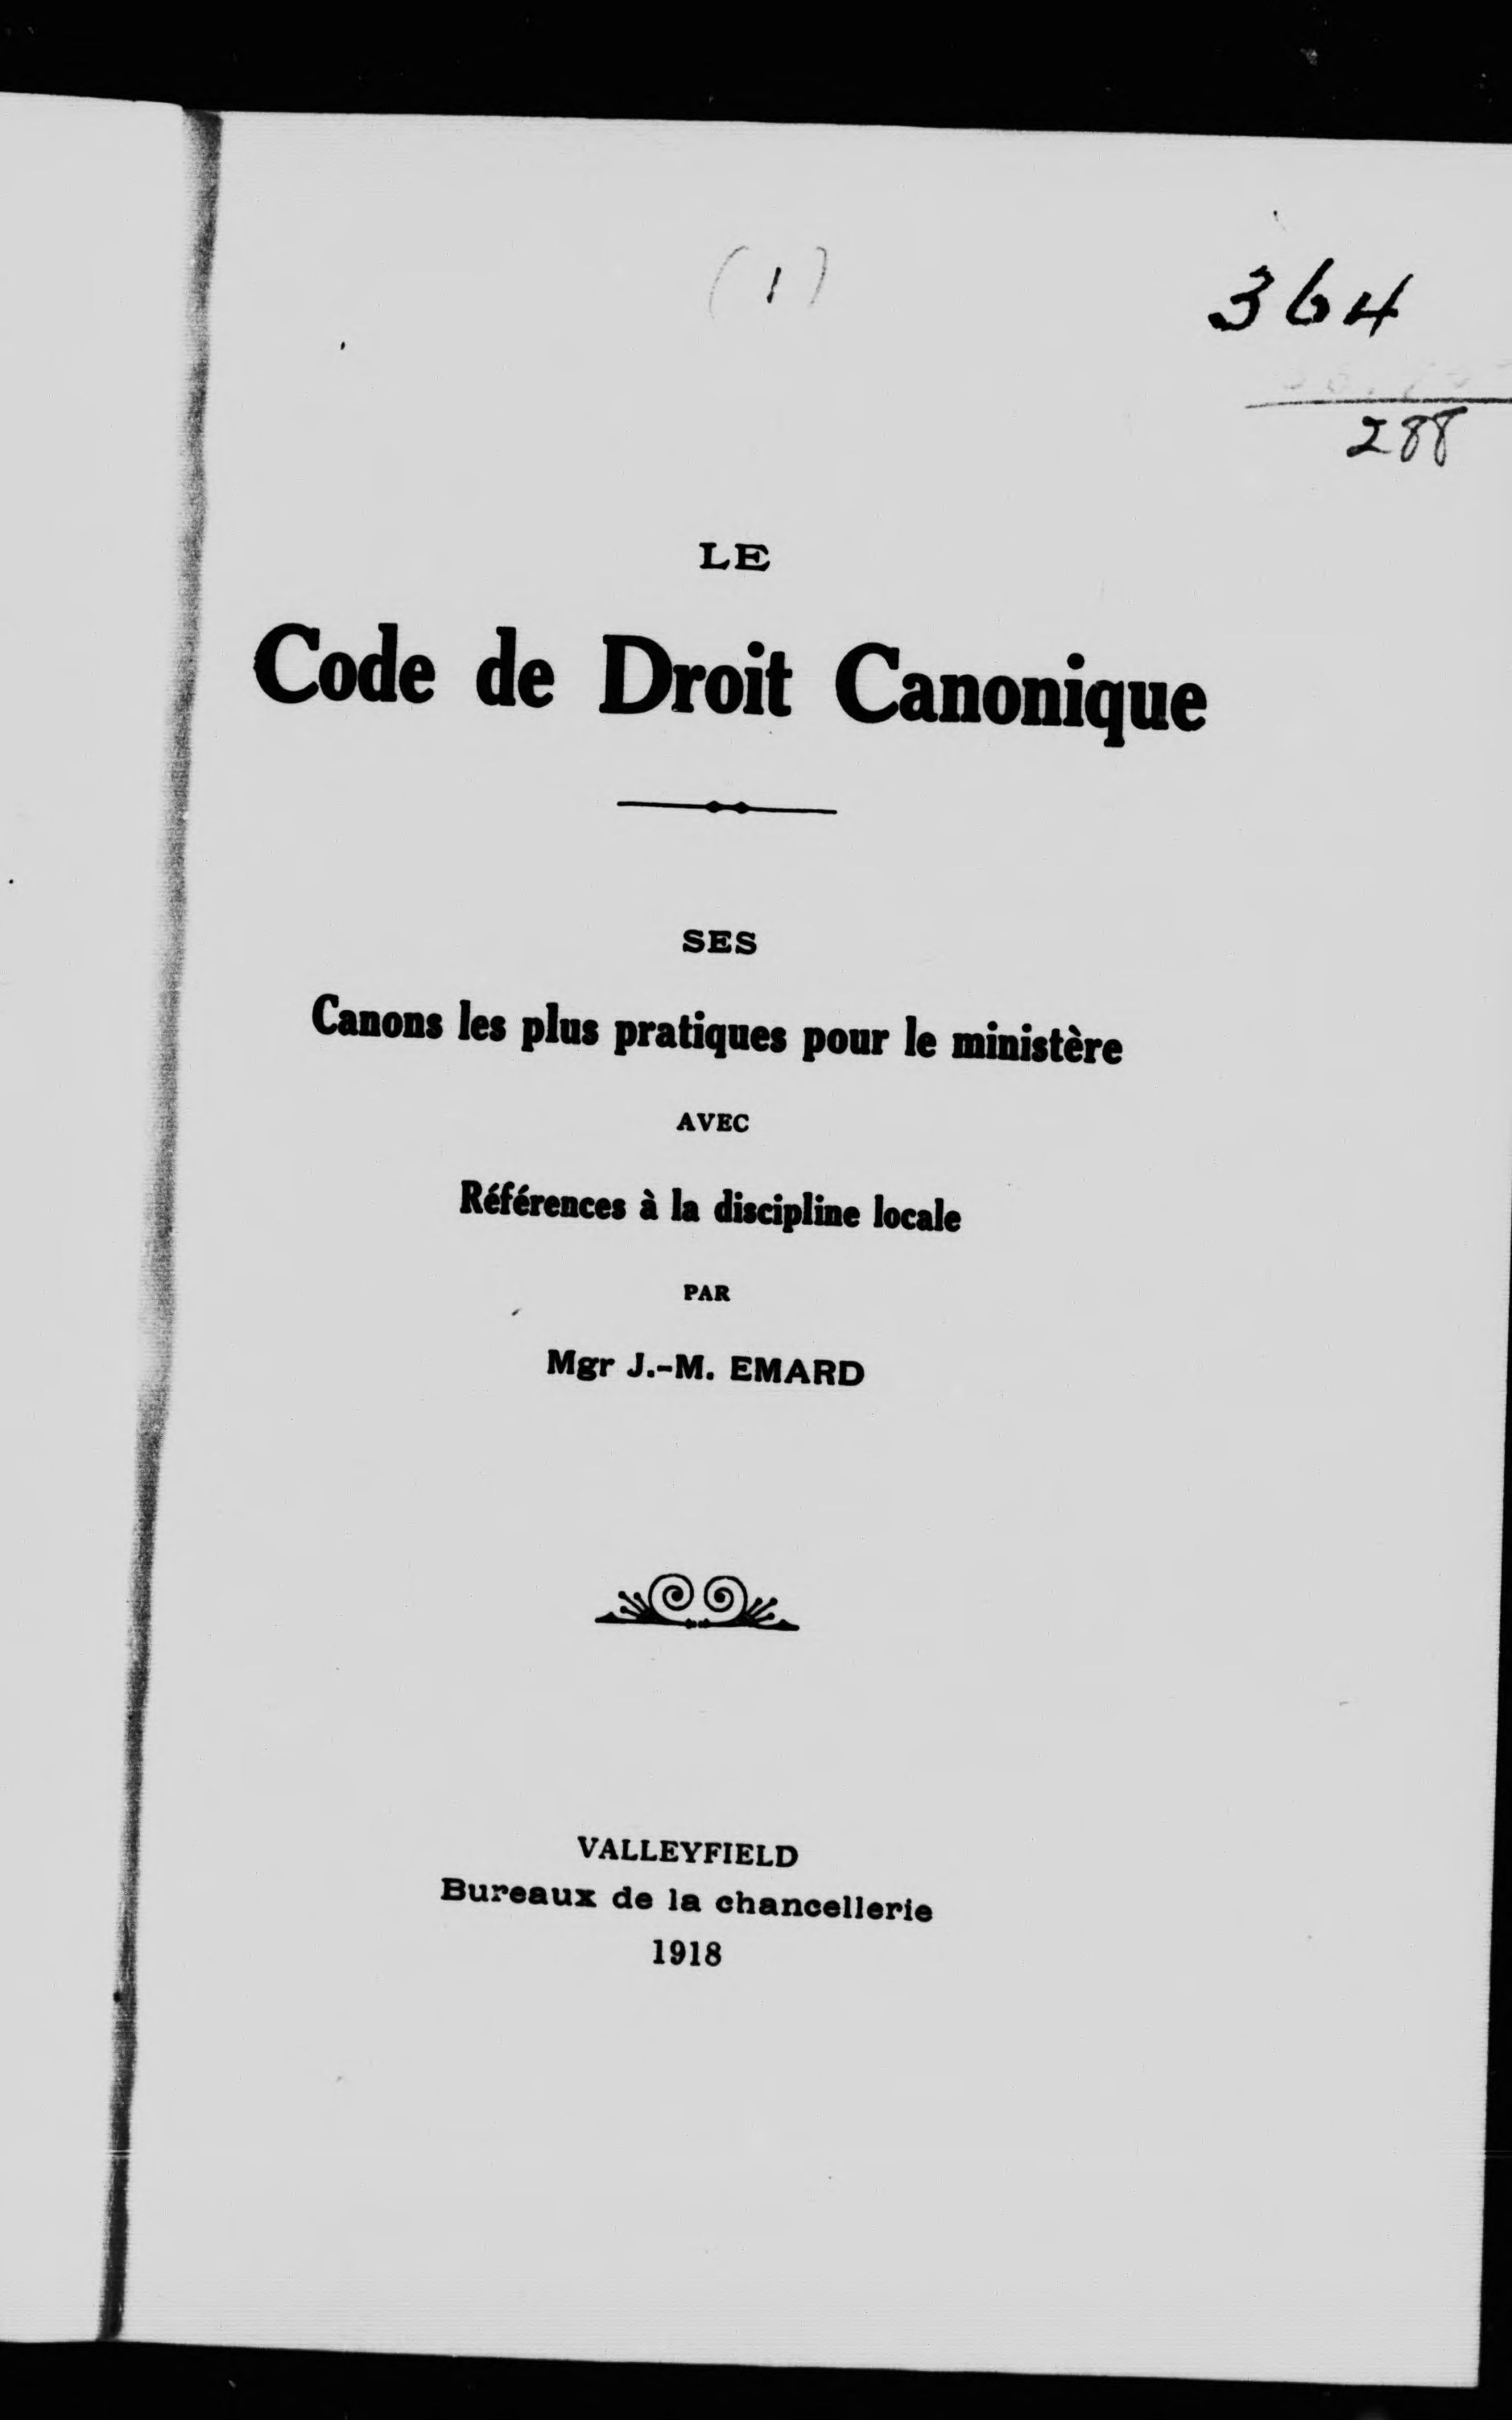 (1)
364
288
LE
Code de Droit Canonique
SES
Canons les plus pratiques pour le ministère
AVEC
Références à la discipline locale
PAR
Mgr J.-M. EMARD
VALLEYFIELD
Bureaux de la chancellerie
1918